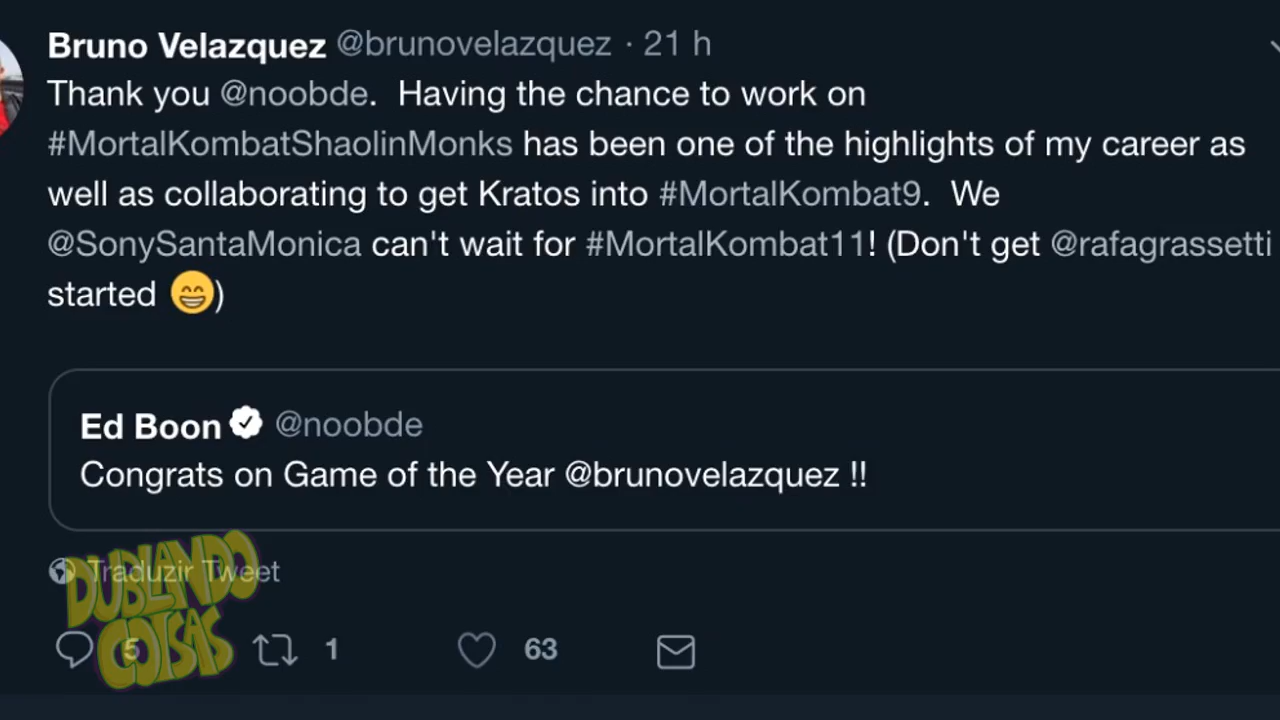 Bruno Velazquez @brunovelazquez · 21 h
Thank you @noobde.  Having the chance to work on
#MortalKombatShaolinMonks has been one of the highlights of my career as
well as collaborating to get Kratos into #MortalKombat9.  We
@SonySantaMonica can't wait for #MortalKombat11! (Don't get @rafagrassetti
started 😁)
Ed Boon @noobde
Congrats on Game of the Year @brunovelazquez !!
Traduzir Tweet
DUBLANDO
COISAS
5 1 63